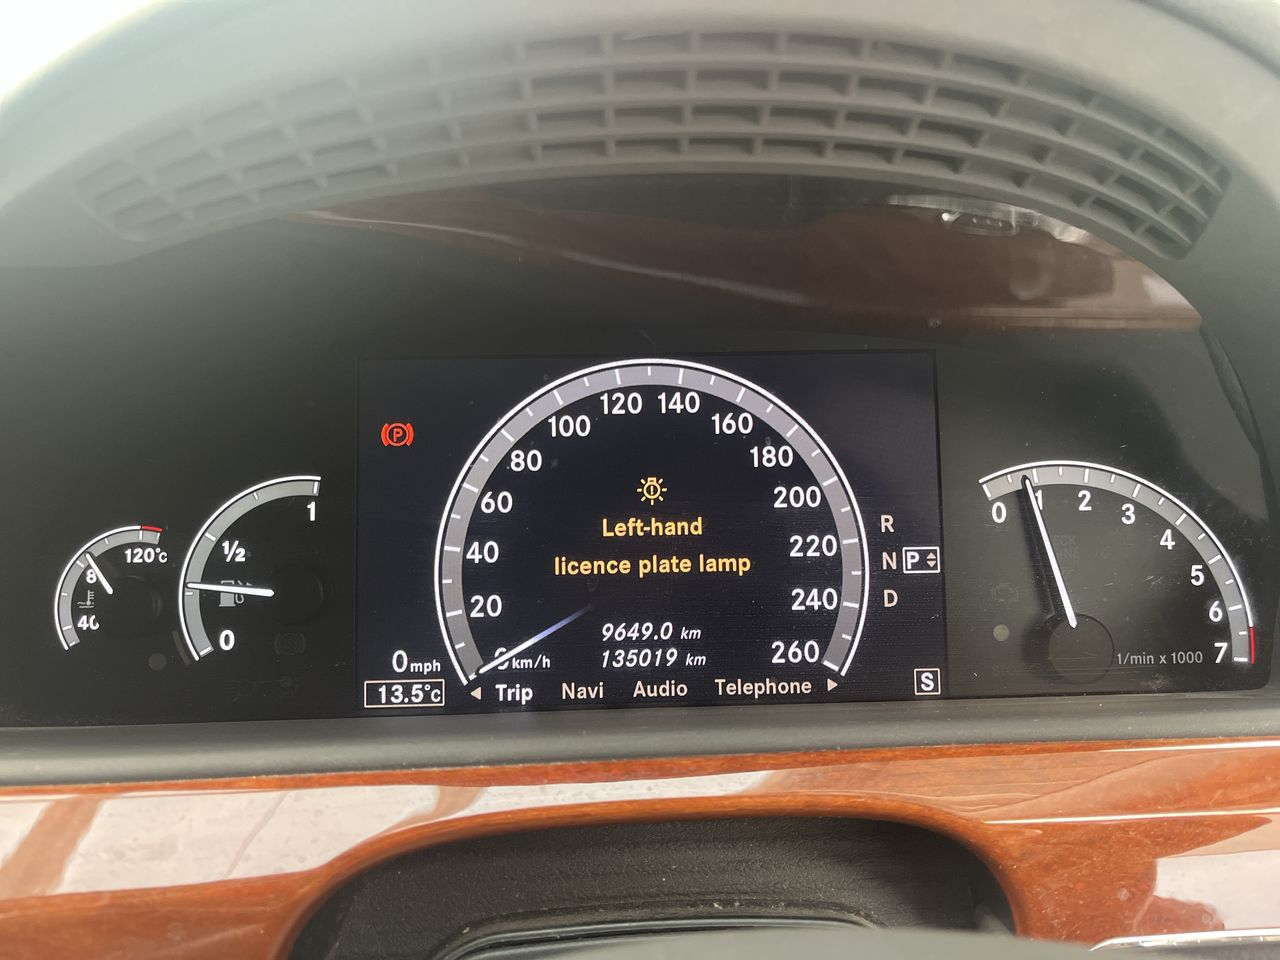 120 140
100 160
80 180
60 200
40 220
20 240
0 km/h 260
P
Left-hand
licence plate lamp
9649.0 km
135019 km
0 mph
13.5°C
Trip Navi Audio Telephone
R
N P
D
S
120°C
8
40
1
½
0
0 1 2 3 4 5 6 7
1/min x 1000